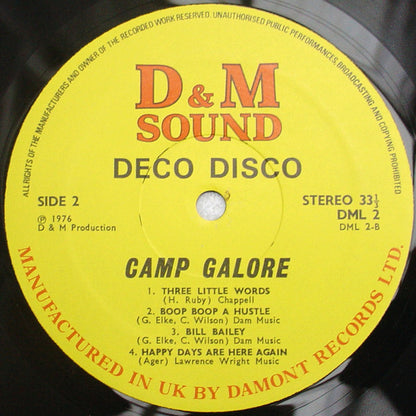 ALL RIGHTS OF THE MANUFACTURERS AND OWNER OF THE RECORDED WORK RESERVED. UNAUTHORISED PUBLIC PERFORMANCES, BROADCASTING AND COPYING PROHIBITED
D & M
SOUND
DECO DISCO
SIDE 2
℗ 1976
D & M Production
STEREO 33⅓
DML 2
DML 2-B
CAMP GALORE
1. THREE LITTLE WORDS
(H. Ruby) Chappell
2. BOOP BOOP A HUSTLE
(G. Elke, C. Wilson) Dam Music
3. BILL BAILEY
(G. Elke, C. Wilson) Dam Music
4. HAPPY DAYS ARE HERE AGAIN
(Ager) Lawrence Wright Music
MANUFACTURED IN UK BY DAMONT RECORDS LTD.